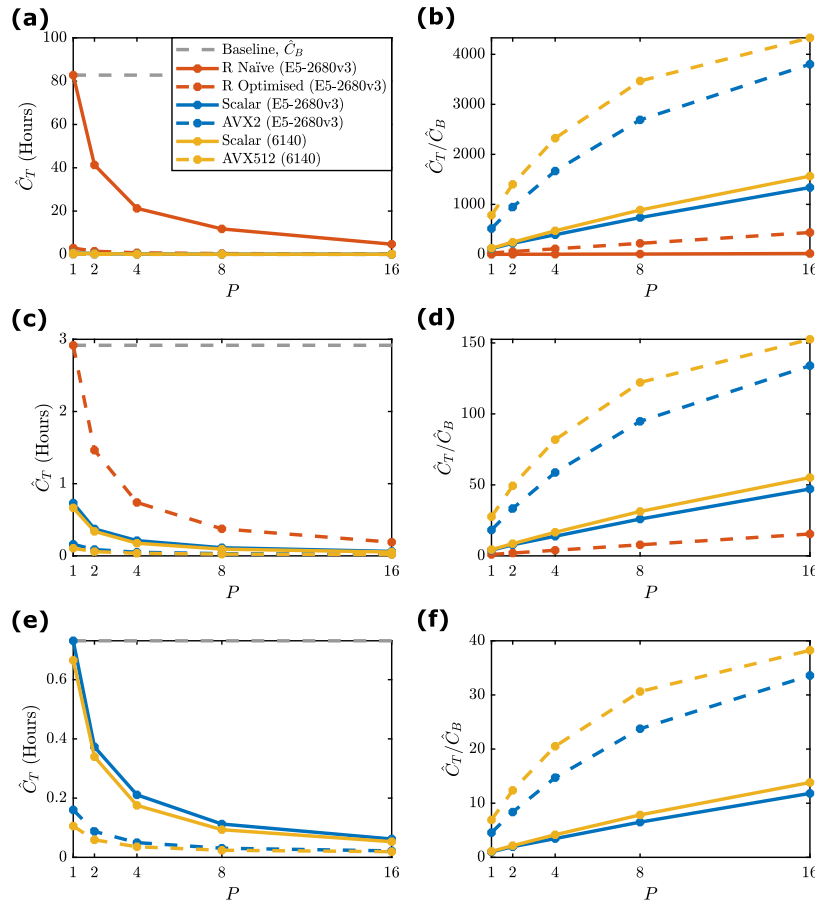 (a)
100
80
60
40
20
0
Ĉ_T (Hours)
1 2 4 8 16
P
Baseline, Ĉ_B
R Naïve (E5-2680v3)
R Optimised (E5-2680v3)
Scalar (E5-2680v3)
AVX2 (E5-2680v3)
Scalar (6140)
AVX512 (6140)
(b)
4000
3000
2000
1000
0
Ĉ_T/Ĉ_B
1 2 4 8 16
P
(c)
3
2
1
0
Ĉ_T (Hours)
1 2 4 8 16
P
(d)
150
100
50
0
Ĉ_T/Ĉ_B
1 2 4 8 16
P
(e)
0.6
0.4
0.2
0
Ĉ_T (Hours)
1 2 4 8 16
P
(f)
40
30
20
10
0
Ĉ_T/Ĉ_B
1 2 4 8 16
P